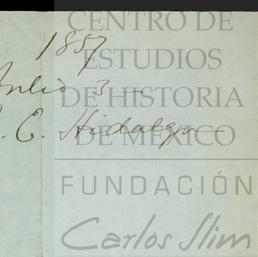 CENTRO DE
ESTUDIOS
DE HISTORIA
DE MÉXICO
FUNDACIÓN
Carlos Slim
1857
Julio 3
C. Hidalgo